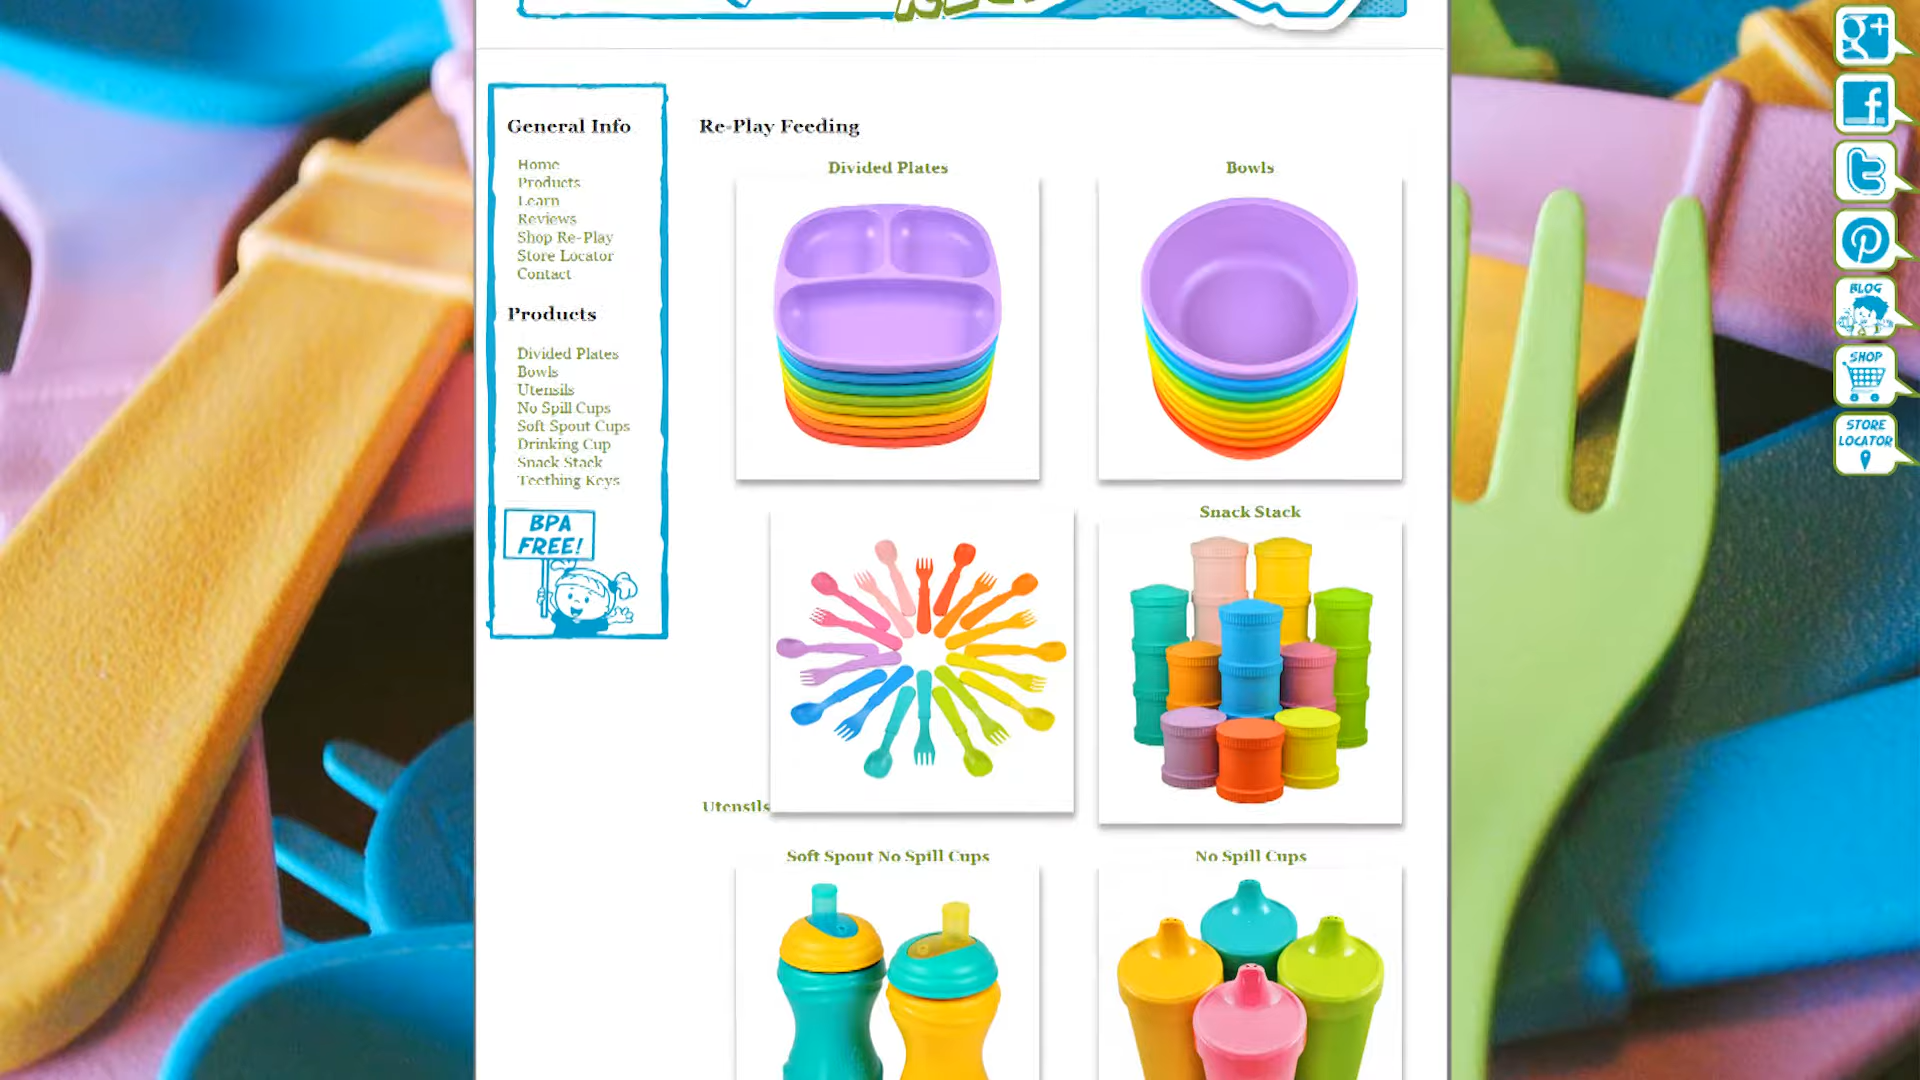 General Info
Home
Products
Learn
Reviews
Shop Re-Play
Store Locator
Contact
Products
Divided Plates
Bowls
Utensils
No Spill Cups
Soft Spout Cups
Drinking Cup
Snack Stack
Teething Keys
BPA
FREE!
Re-Play Feeding
Divided Plates
Bowls
Utensils
Snack Stack
Soft Spout No Spill Cups
No Spill Cups
g+
f
t
BLOG
SHOP
STORE
LOCATOR